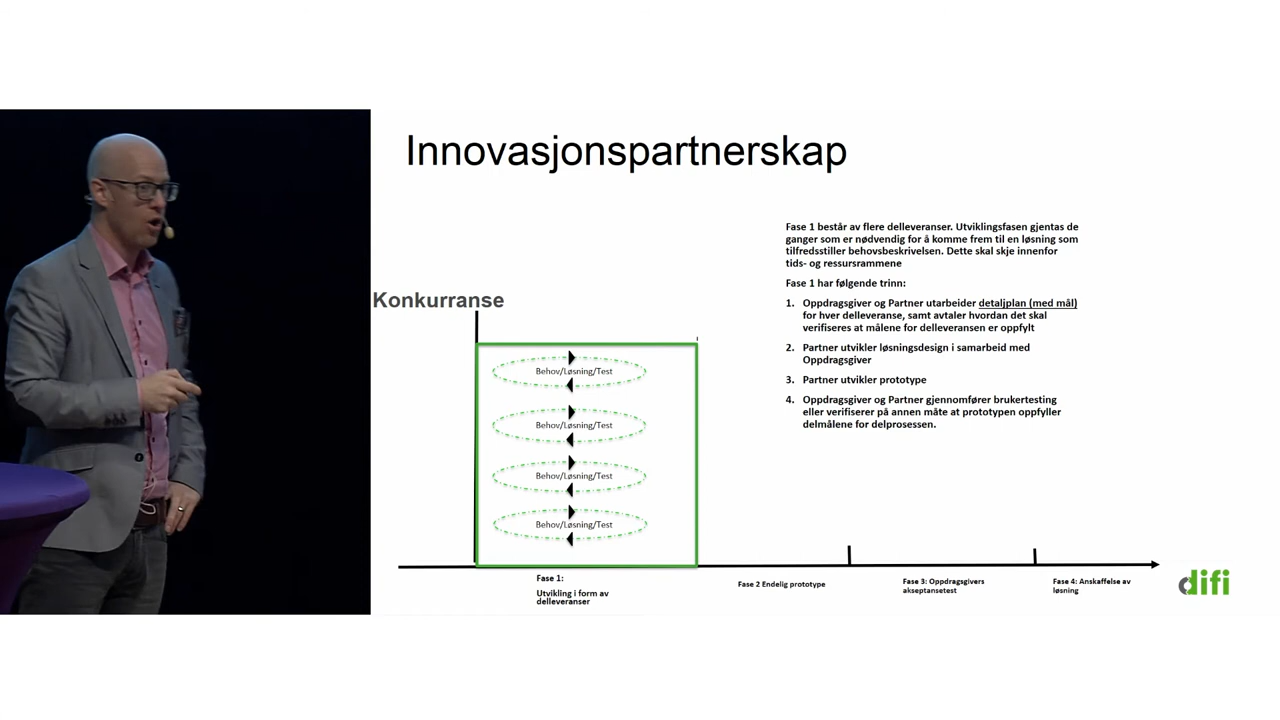 Innovasjonspartnerskap
Fase 1 består av flere delleveranser. Utviklingsfasen gjentas de
ganger som er nødvendig for å komme frem til en løsning som
tilfredsstiller behovsbeskrivelsen. Dette skal skje innenfor
tids- og ressursrammene
Fase 1 har følgende trinn:
1. Oppdragsgiver og Partner utarbeider detaljplan (med mål)
for hver delleveranse, samt avtaler hvordan det skal
verifiseres at målene for delleveransen er oppfylt
2. Partner utvikler løsningsdesign i samarbeid med
Oppdragsgiver
3. Partner utvikler prototype
4. Oppdragsgiver og Partner gjennomfører brukertesting
eller verifiserer på annen måte at prototypen oppfyller
delmålene for delprosessen.
Konkurranse
Behov/Løsning/Test
Behov/Løsning/Test
Behov/Løsning/Test
Behov/Løsning/Test
Fase 1:
Utvikling i form av
delleveranser
Fase 2 Endelig prototype
Fase 3: Oppdragsgivers
akseptansetest
Fase 4: Anskaffelse av
løsning
difi